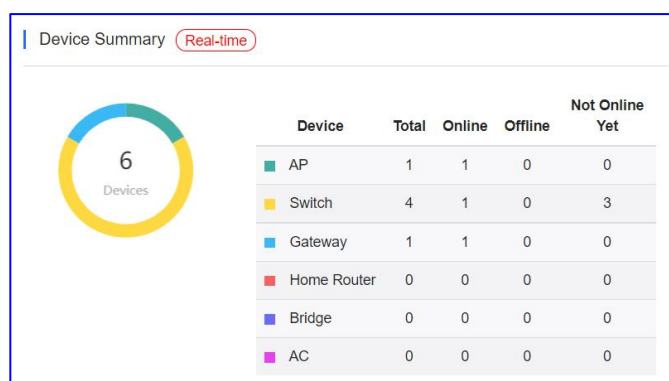 Device Summary Real-time
6
Devices
Device Total Online Offline Not Online Yet
AP 1 1 0 0
Switch 4 1 0 3
Gateway 1 1 0 0
Home Router 0 0 0 0
Bridge 0 0 0 0
AC 0 0 0 0